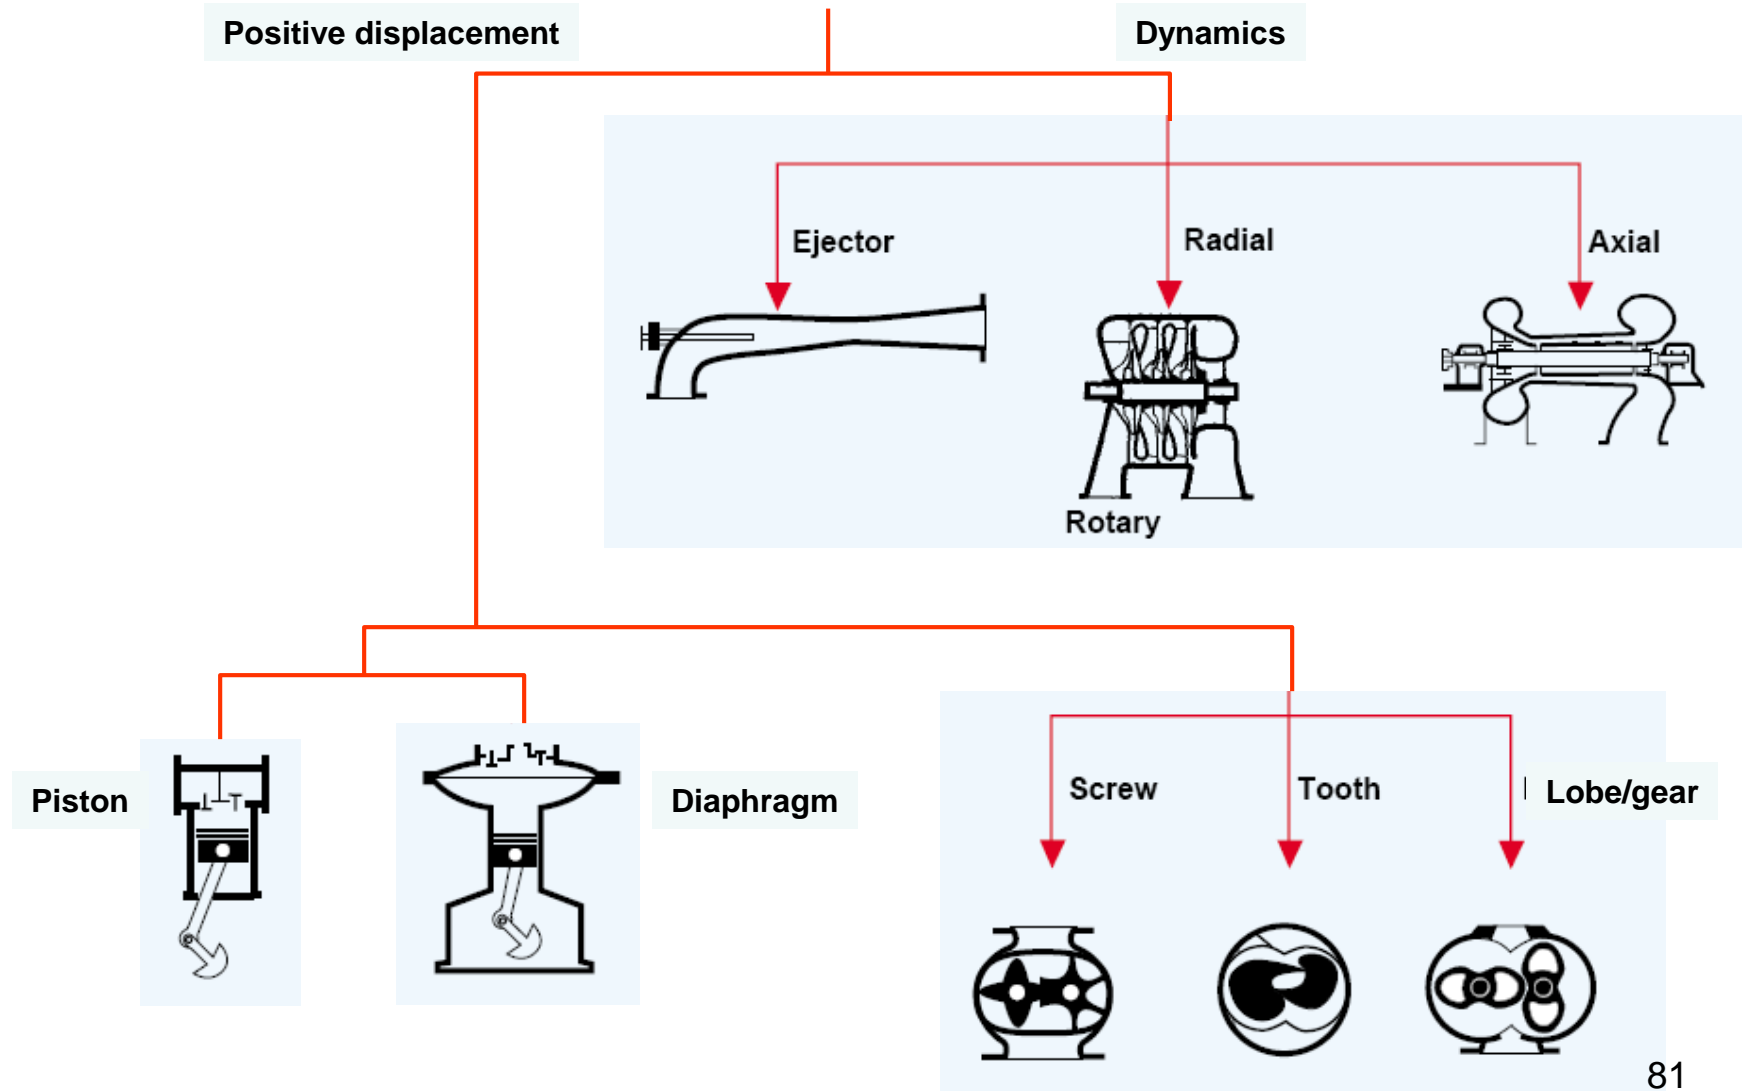 Positive displacement
Dynamics
Ejector
Radial
Axial
Rotary
Piston
Diaphragm
Screw
Tooth
Lobe/gear
81